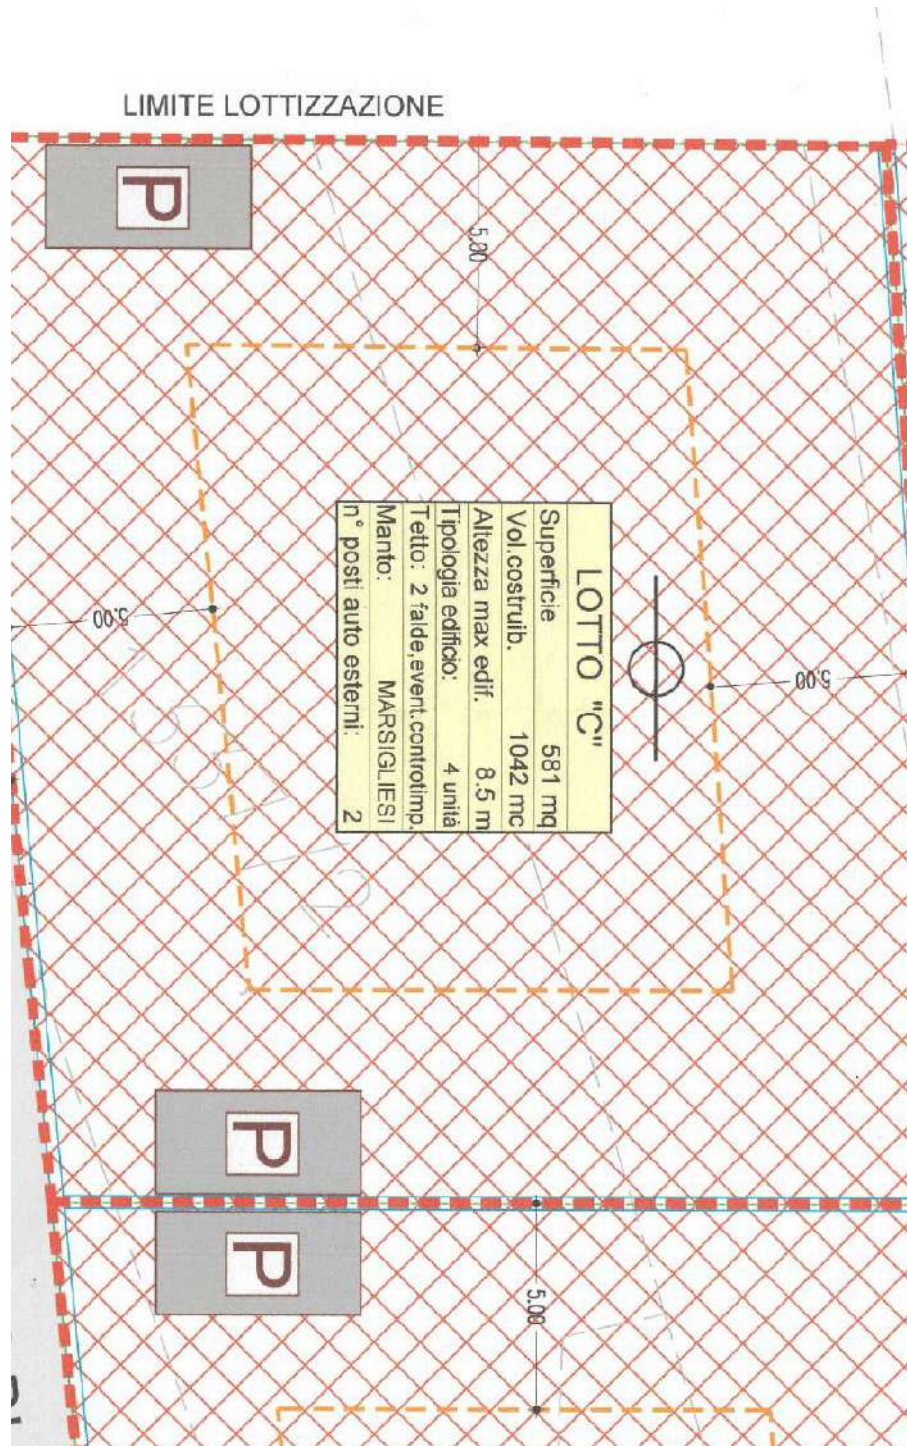 LIMITE LOTTIZZAZIONE
P
5.00
LOTTO "C"
Superficie 581 mq
Vol.costruib. 1042 mc
Altezza max edif. 8.5 m
Tipologia edificio: 4 unità
Tetto: 2 falde,event.controtimp.
Manto: MARSIGLIESI
n° posti auto esterni: 2
5.00
5.00
P
P
5.00